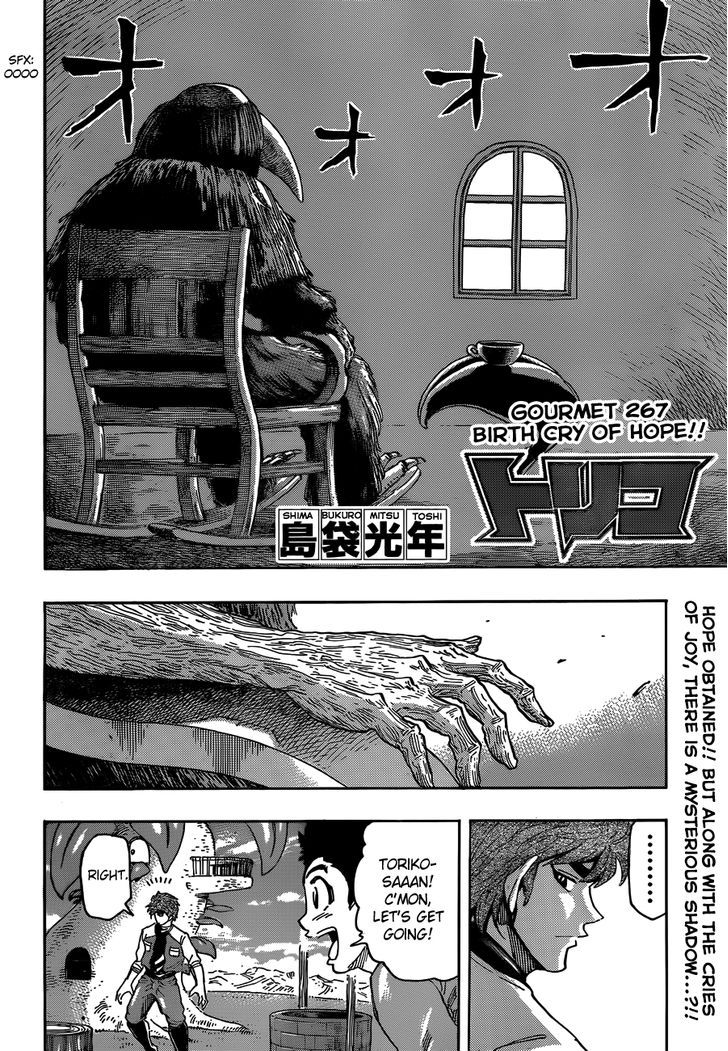 SFX:
OOOO
オ オ オ オ
GOURMET 267
BIRTH CRY OF HOPE!!
トリコ
SHIMA BUKURO MITSU TOSHI
島袋光年
HOPE OBTAINED!! BUT ALONG WITH THE CRIES
OF JOY, THERE IS A MYSTERIOUS SHADOW...?!!
.........
TORIKO-
SAAAN!
C'MON,
LET'S GET
GOING!
RIGHT.